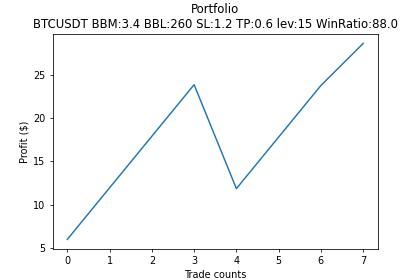 Portfolio
BTCUSDT BBM:3.4 BBL:260 SL:1.2 TP:0.6 lev:15 WinRatio:88.0
Profit ($)
25
20
15
10
5
0 1 2 3 4 5 6 7
Trade counts